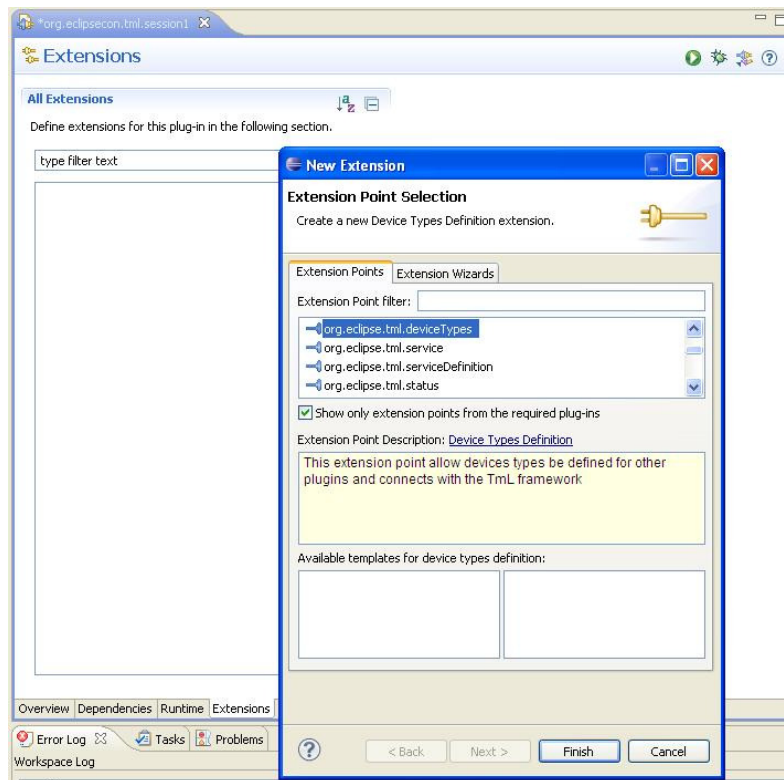 *org.eclipsecon.tml.session1
Extensions
All Extensions
Define extensions for this plug-in in the following section.
type filter text
New Extension
Extension Point Selection
Create a new Device Types Definition extension.
Extension Points Extension Wizards
Extension Point filter:
org.eclipse.tml.deviceTypes
org.eclipse.tml.service
org.eclipse.tml.serviceDefinition
org.eclipse.tml.status
Show only extension points from the required plug-ins
Extension Point Description: Device Types Definition
This extension point allow devices types be defined for other
plugins and connects with the TmL framework
Available templates for device types definition:
< Back Next > Finish Cancel
Overview Dependencies Runtime Extensions
Error Log Tasks Problems
Workspace Log